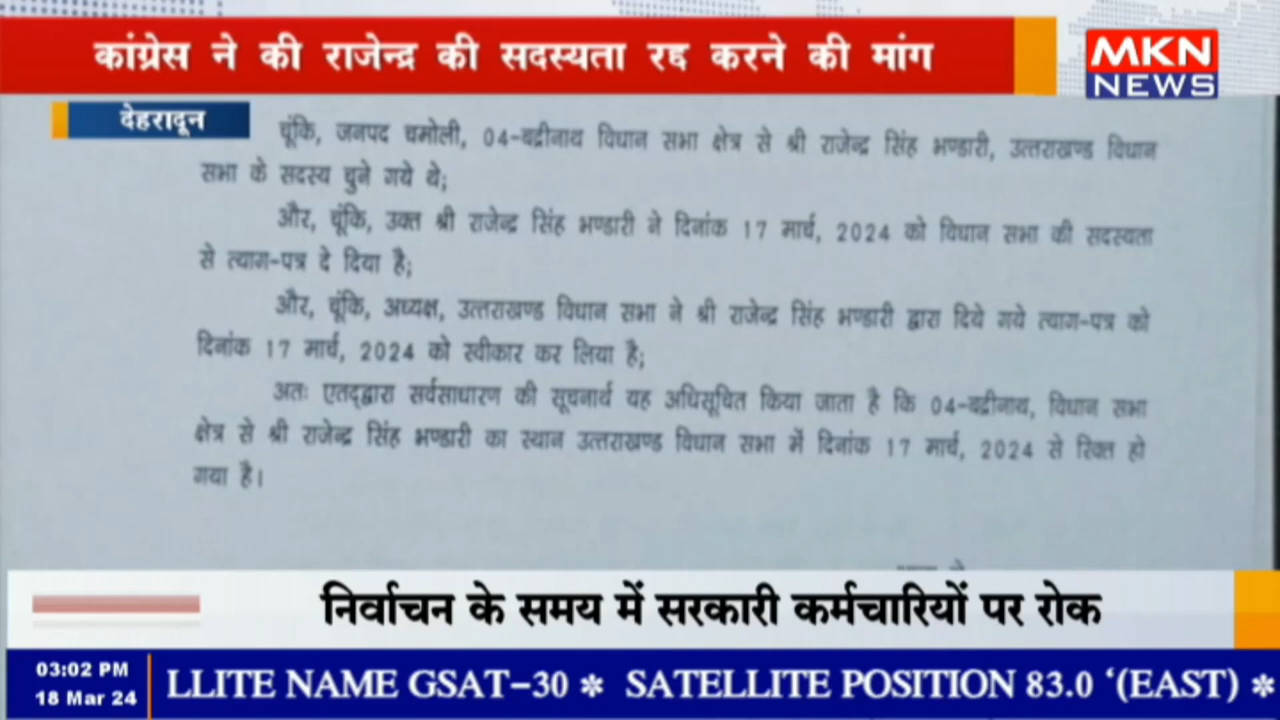 कांग्रेस ने की राजेन्द्र की सदस्यता रद्द करने की मांग
MKN
NEWS
देहरादून
चूंकि, जनपद चमोली, 04-बद्रीनाथ विधान सभा क्षेत्र से श्री राजेन्द्र सिंह भण्डारी, उत्तराखण्ड विधान
सभा के सदस्य चुने गये थे;
और, चूंकि, उक्त श्री राजेन्द्र सिंह भण्डारी ने दिनांक 17 मार्च, 2024 को विधान सभा की सदस्यता
से त्याग-पत्र दे दिया है;
और, चूंकि, अध्यक्ष, उत्तराखण्ड विधान सभा ने श्री राजेन्द्र सिंह भण्डारी द्वारा दिये गये त्याग-पत्र को
दिनांक 17 मार्च, 2024 को स्वीकार कर लिया है;
अतः एतद्द्वारा सर्वसाधारण की सूचनार्थ यह अधिसूचित किया जाता है कि 04-बद्रीनाथ, विधान सभा
क्षेत्र से श्री राजेन्द्र सिंह भण्डारी का स्थान उत्तराखण्ड विधान सभा में दिनांक 17 मार्च, 2024 से रिक्त हो
गया है।
निर्वाचन के समय में सरकारी कर्मचारियों पर रोक
03:02 PM
18 Mar 24
LLITE NAME GSAT-30 * SATELLITE POSITION 83.0 '(EAST) *